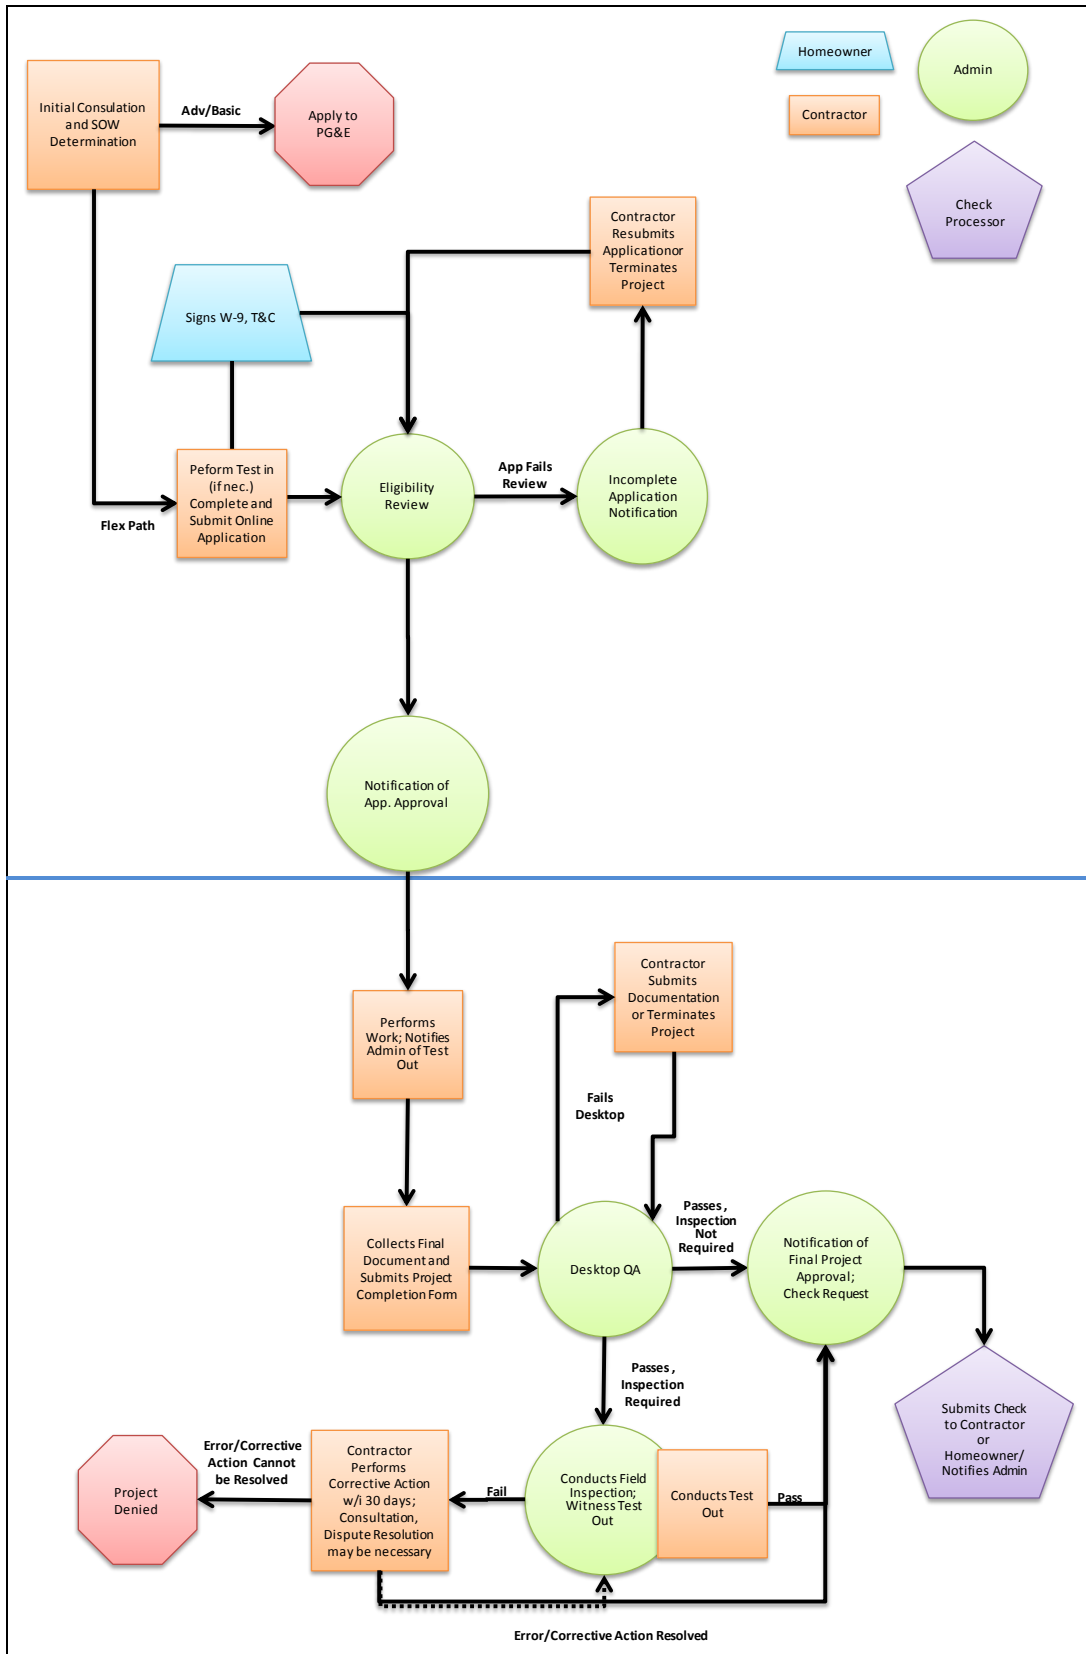 Homeowner
Admin
Contractor
Check
Processor
Initial Consulation
and SOW
Determination
Adv/Basic
Apply to
PG&E
Contractor
Resubmits
Applicationor
Terminates
Project
Signs W-9, T&C
Peform Test in
(if nec.)
Complete and
Submit Online
Application
Flex Path
Eligibility
Review
App Fails
Review
Incomplete
Application
Notification
Notification of
App. Approval
Performs
Work; Notifies
Admin of Test
Out
Contractor
Submits
Documentation
or Terminates
Project
Fails
Desktop
Collects Final
Document and
Submits Project
Completion Form
Desktop QA
Passes ,
Inspection
Not
Required
Notification of
Final Project
Approval;
Check Request
Passes ,
Inspection
Required
Submits Check
to Contractor
or
Homeowner/
Notifies Admin
Error/Corrective
Action Cannot
be Resolved
Project
Denied
Contractor
Performs
Corrective Action
w/i 30 days;
Consultation,
Dispute Resolution
may be necessary
Fail
Conducts Field
Inspection;
Witness Test
Out
Conducts Test
Out
Pass
Error/Corrective Action Resolved